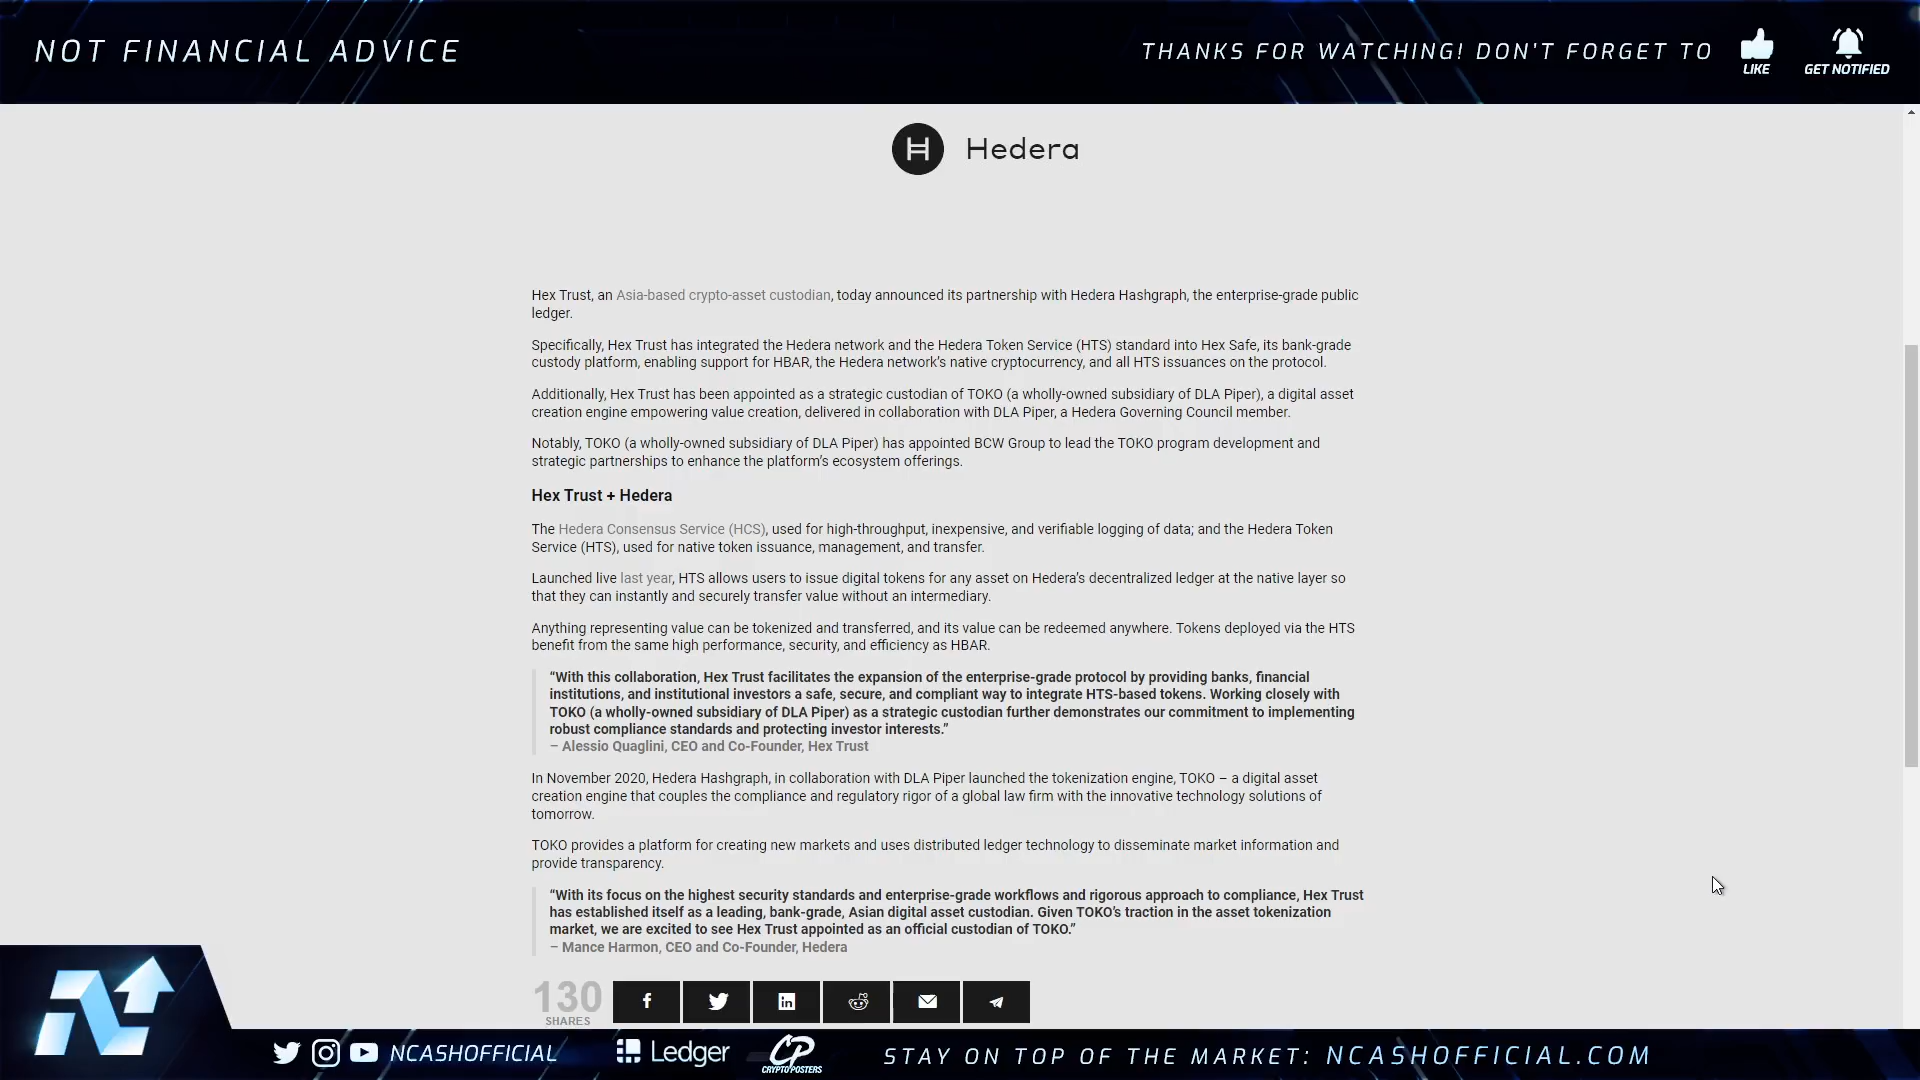 NOT FINANCIAL ADVICE
THANKS FOR WATCHING! DON'T FORGET TO
LIKE
GET NOTIFIED
Hedera
Hex Trust, an Asia-based crypto-asset custodian, today announced its partnership with Hedera Hashgraph, the enterprise-grade public
ledger.
Specifically, Hex Trust has integrated the Hedera network and the Hedera Token Service (HTS) standard into Hex Safe, its bank-grade
custody platform, enabling support for HBAR, the Hedera network's native cryptocurrency, and all HTS issuances on the protocol.
Additionally, Hex Trust has been appointed as a strategic custodian of TOKO (a wholly-owned subsidiary of DLA Piper), a digital asset
creation engine empowering value creation, delivered in collaboration with DLA Piper, a Hedera Governing Council member.
Notably, TOKO (a wholly-owned subsidiary of DLA Piper) has appointed BCW Group to lead the TOKO program development and
strategic partnerships to enhance the platform's ecosystem offerings.
Hex Trust + Hedera
The Hedera Consensus Service (HCS), used for high-throughput, inexpensive, and verifiable logging of data; and the Hedera Token
Service (HTS), used for native token issuance, management, and transfer.
Launched live last year, HTS allows users to issue digital tokens for any asset on Hedera's decentralized ledger at the native layer so
that they can instantly and securely transfer value without an intermediary.
Anything representing value can be tokenized and transferred, and its value can be redeemed anywhere. Tokens deployed via the HTS
benefit from the same high performance, security, and efficiency as HBAR.
“With this collaboration, Hex Trust facilitates the expansion of the enterprise-grade protocol by providing banks, financial
institutions, and institutional investors a safe, secure, and compliant way to integrate HTS-based tokens. Working closely with
TOKO (a wholly-owned subsidiary of DLA Piper) as a strategic custodian further demonstrates our commitment to implementing
robust compliance standards and protecting investor interests.”
– Alessio Quaglini, CEO and Co-Founder, Hex Trust
In November 2020, Hedera Hashgraph, in collaboration with DLA Piper launched the tokenization engine, TOKO – a digital asset
creation engine that couples the compliance and regulatory rigor of a global law firm with the innovative technology solutions of
tomorrow.
TOKO provides a platform for creating new markets and uses distributed ledger technology to disseminate market information and
provide transparency.
“With its focus on the highest security standards and enterprise-grade workflows and rigorous approach to compliance, Hex Trust
has established itself as a leading, bank-grade, Asian digital asset custodian. Given TOKO's traction in the asset tokenization
market, we are excited to see Hex Trust appointed as an official custodian of TOKO.”
– Mance Harmon, CEO and Co-Founder, Hedera
130
SHARES
NCASHOFFICIAL
Ledger
CP
CRYPTO POSTERS
STAY ON TOP OF THE MARKET: NCASHOFFICIAL.COM